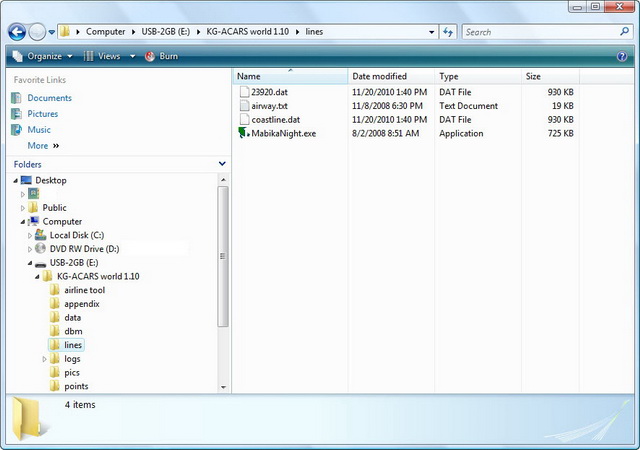 Computer ▸ USB-2GB (E:) ▸ KG-ACARS world 1.10 ▸ lines
Search
Organize Views Burn ?
Favorite Links
Documents
Pictures
Music
More »
Folders
Desktop
Public
Computer
Local Disk (C:)
DVD RW Drive (D:)
USB-2GB (E:)
KG-ACARS world 1.10
airline tool
appendix
data
dbm
lines
logs
pics
points
Name Date modified Type Size
23920.dat 11/20/2010 1:40 PM DAT File 930 KB
airway.txt 11/8/2008 6:30 PM Text Document 19 KB
coastline.dat 11/20/2010 1:40 PM DAT File 930 KB
MabikaNight.exe 8/2/2008 8:51 AM Application 725 KB
4 items